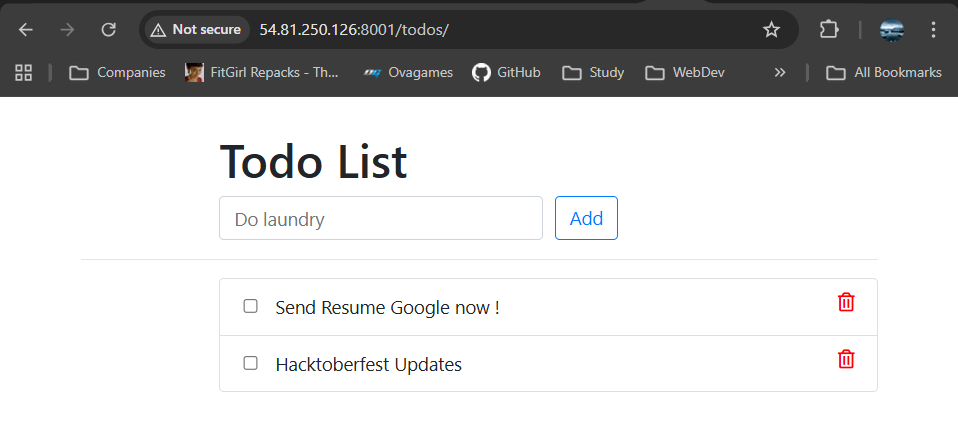 Not secure 54.81.250.126:8001/todos/
Companies FitGirl Repacks - Th... Ovagames GitHub Study WebDev » All Bookmarks
Todo List
Do laundry Add
Send Resume Google now !
Hacktoberfest Updates